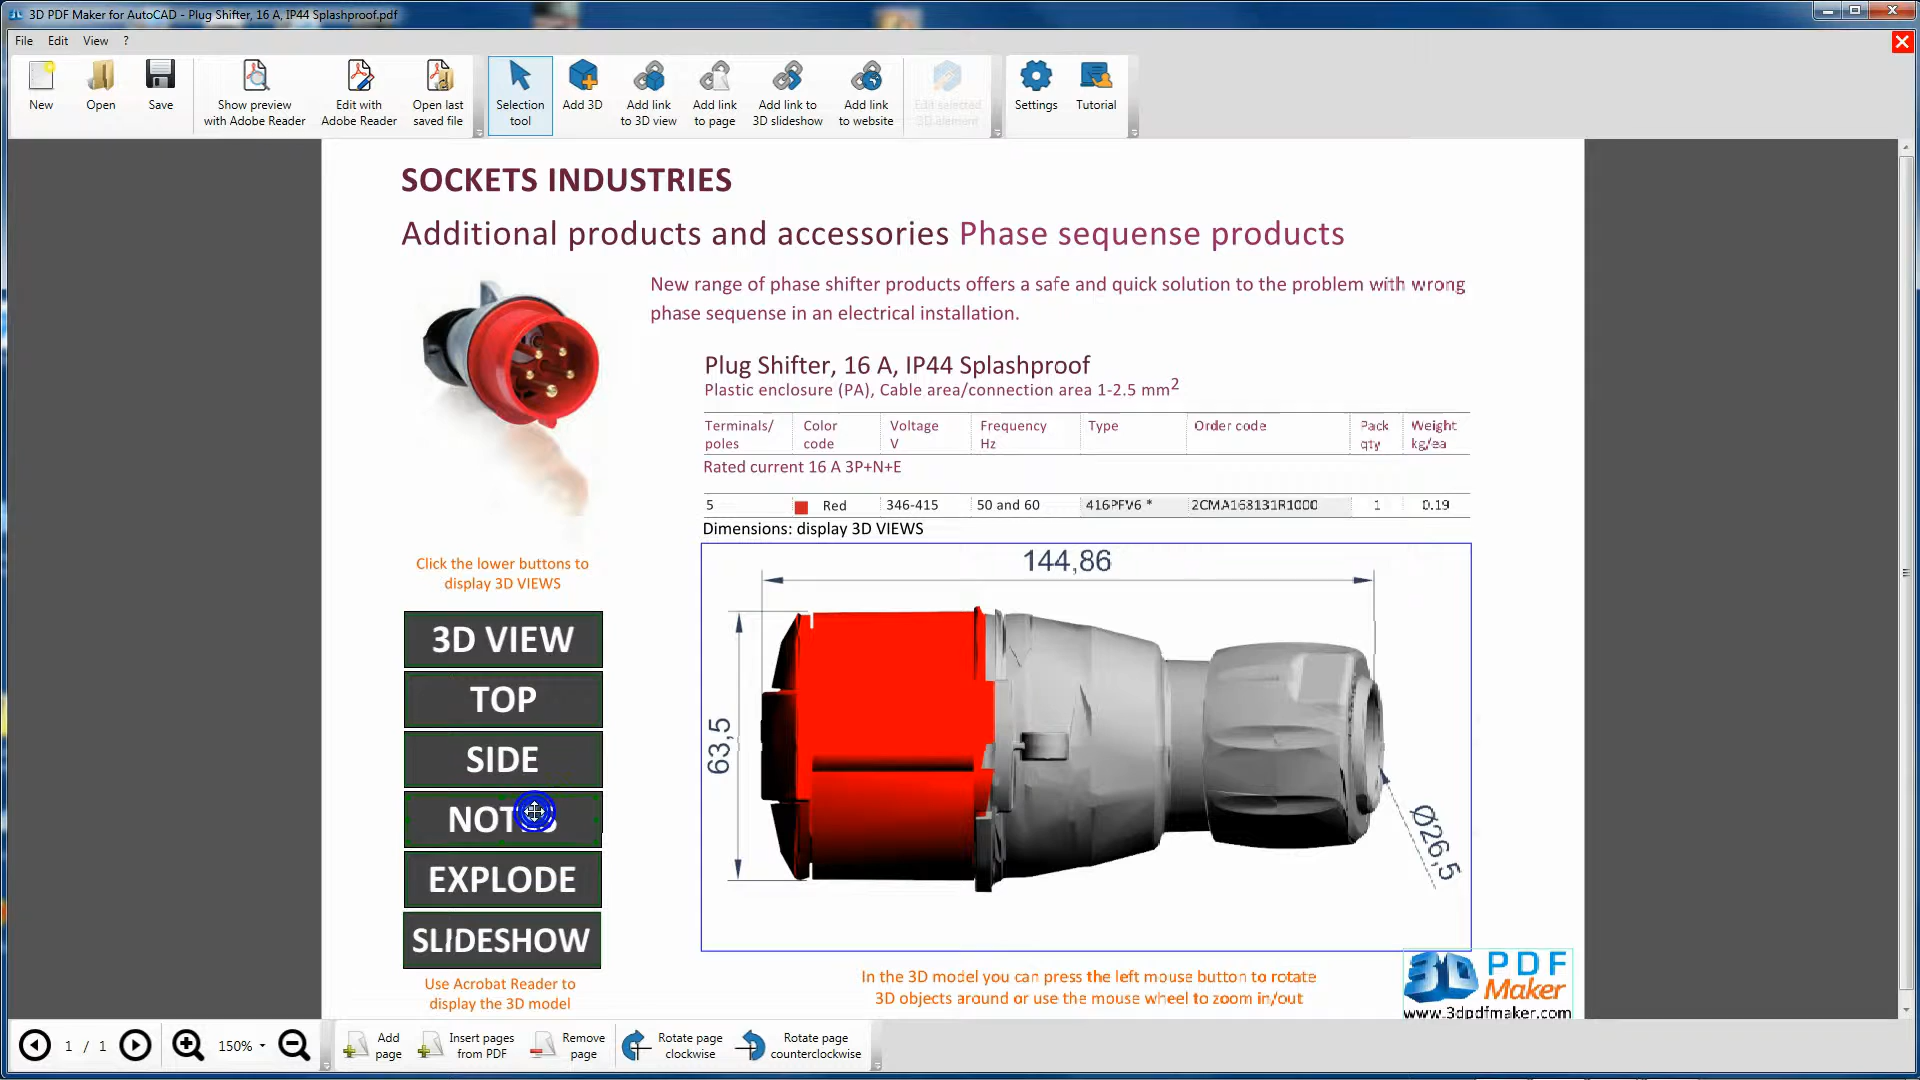 3D PDF Maker for AutoCAD - Plug Shifter, 16 A, IP44 Splashproof.pdf
File Edit View ?
New
Open
Save
Show preview
with Adobe Reader
Edit with
Adobe Reader
Open last
saved file
Selection
tool
Add 3D
Add link
to 3D view
Add link
to page
Add link to
3D slideshow
Add link
to website
Edit selected
3D element
Settings
Tutorial
SOCKETS INDUSTRIES
Additional products and accessories Phase sequense products
New range of phase shifter products offers a safe and quick solution to the problem with wrong
phase sequense in an electrical installation.
Plug Shifter, 16 A, IP44 Splashproof
Plastic enclosure (PA), Cable area/connection area 1-2.5 mm2
Terminals/
poles
Color
code
Voltage
V
Frequency
Hz
Type
Order code
Pack
qty
Weight
kg/ea
Rated current 16 A 3P+N+E
5 Red 346-415 50 and 60 416PFV6 * 2CMA168131R1000 1 0.19
Dimensions: display 3D VIEWS
Click the lower buttons to
display 3D VIEWS
3D VIEW
TOP
SIDE
EXPLODE
SLIDESHOW
Use Acrobat Reader to
display the 3D model
144,86
63,5
Ø26,5
In the 3D model you can press the left mouse button to rotate
3D objects around or use the mouse wheel to zoom in/out
3D PDF
Maker
www.3dpdfmaker.com
1 / 1
150%
Add
page
Insert pages
from PDF
Remove
page
Rotate page
clockwise
Rotate page
counterclockwise